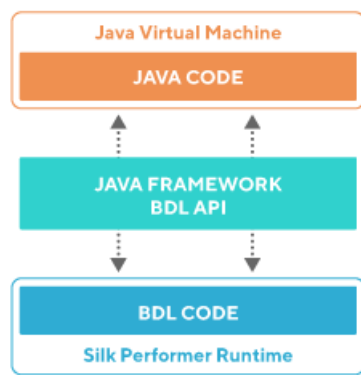 Java Virtual Machine
JAVA CODE
JAVA FRAMEWORK
BDL API
BDL CODE
Silk Performer Runtime